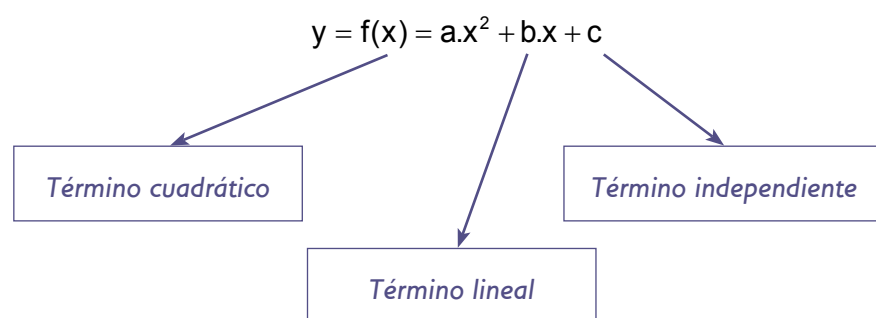 y = f(x) = a.x² + b.x + c
Término cuadrático
Término independiente
Término lineal